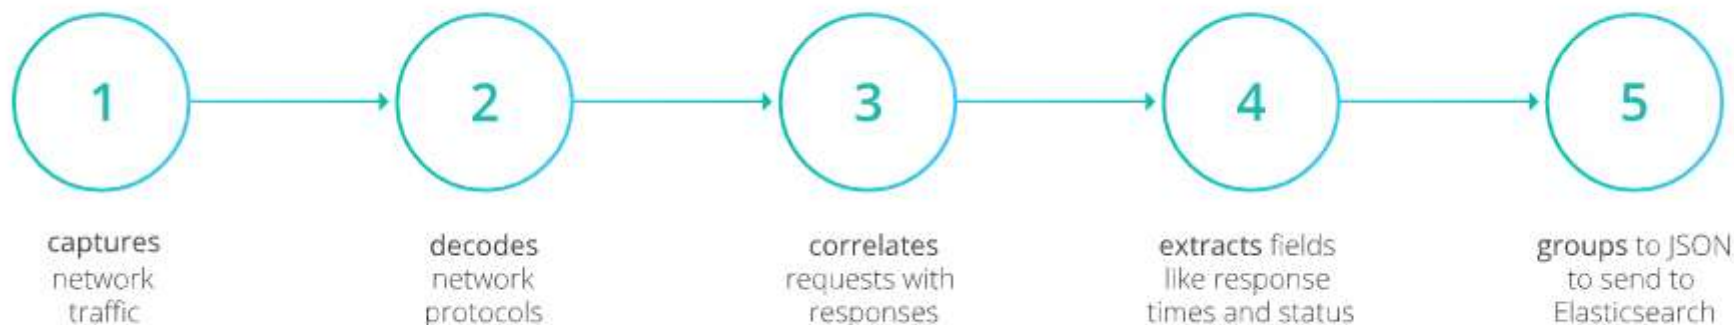 1
2
3
4
5
captures
network
traffic
decodes
network
protocols
correlates
requests with
responses
extracts fields
like response
times and status
groups to JSON
to send to
Elasticsearch